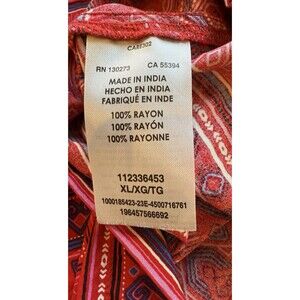 CA22302
RN 130273 CA 55394
MADE IN INDIA
HECHO EN INDIA
FABRIQUÉ EN INDE
100% RAYON
100% RAYÓN
100% RAYONNE
112336453
XL/XG/TG
1000185423-23E-4500716761
196457566692